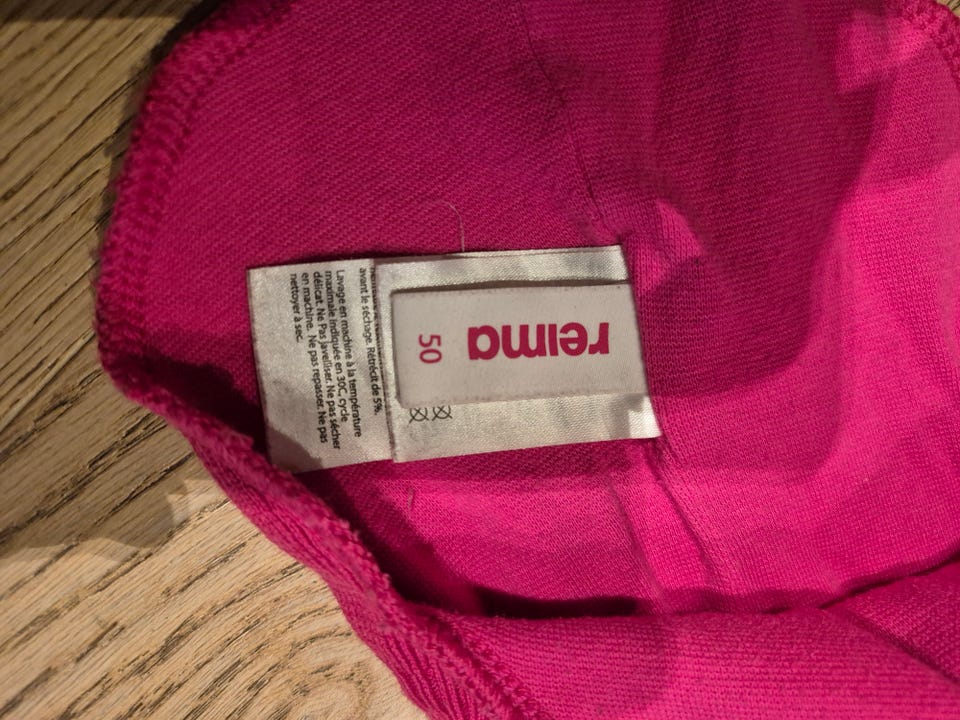 reima
50
avant le séchage. Rétrécit de 5%.
Lavage en machine à la température
maximale indiquée en 30C, cycle
délicat. Ne Pas Javelliser. Ne pas sécher
en machine. Ne pas repasser. Ne pas
nettoyer à sec.